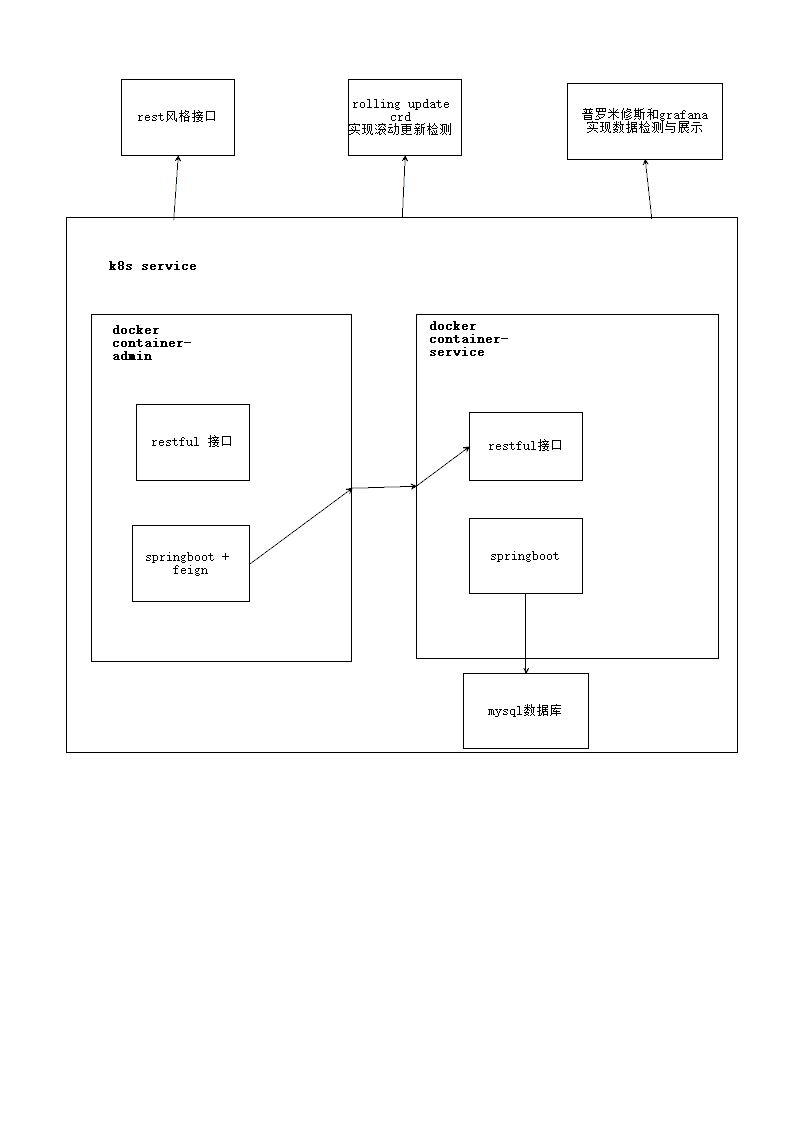 rest风格接口
rolling update
crd
实现滚动更新检测
普罗米修斯和grafana
实现数据检测与展示
k8s service
docker
container-
admin
docker
container-
service
restful 接口
restful接口
springboot +
feign
springboot
mysql数据库